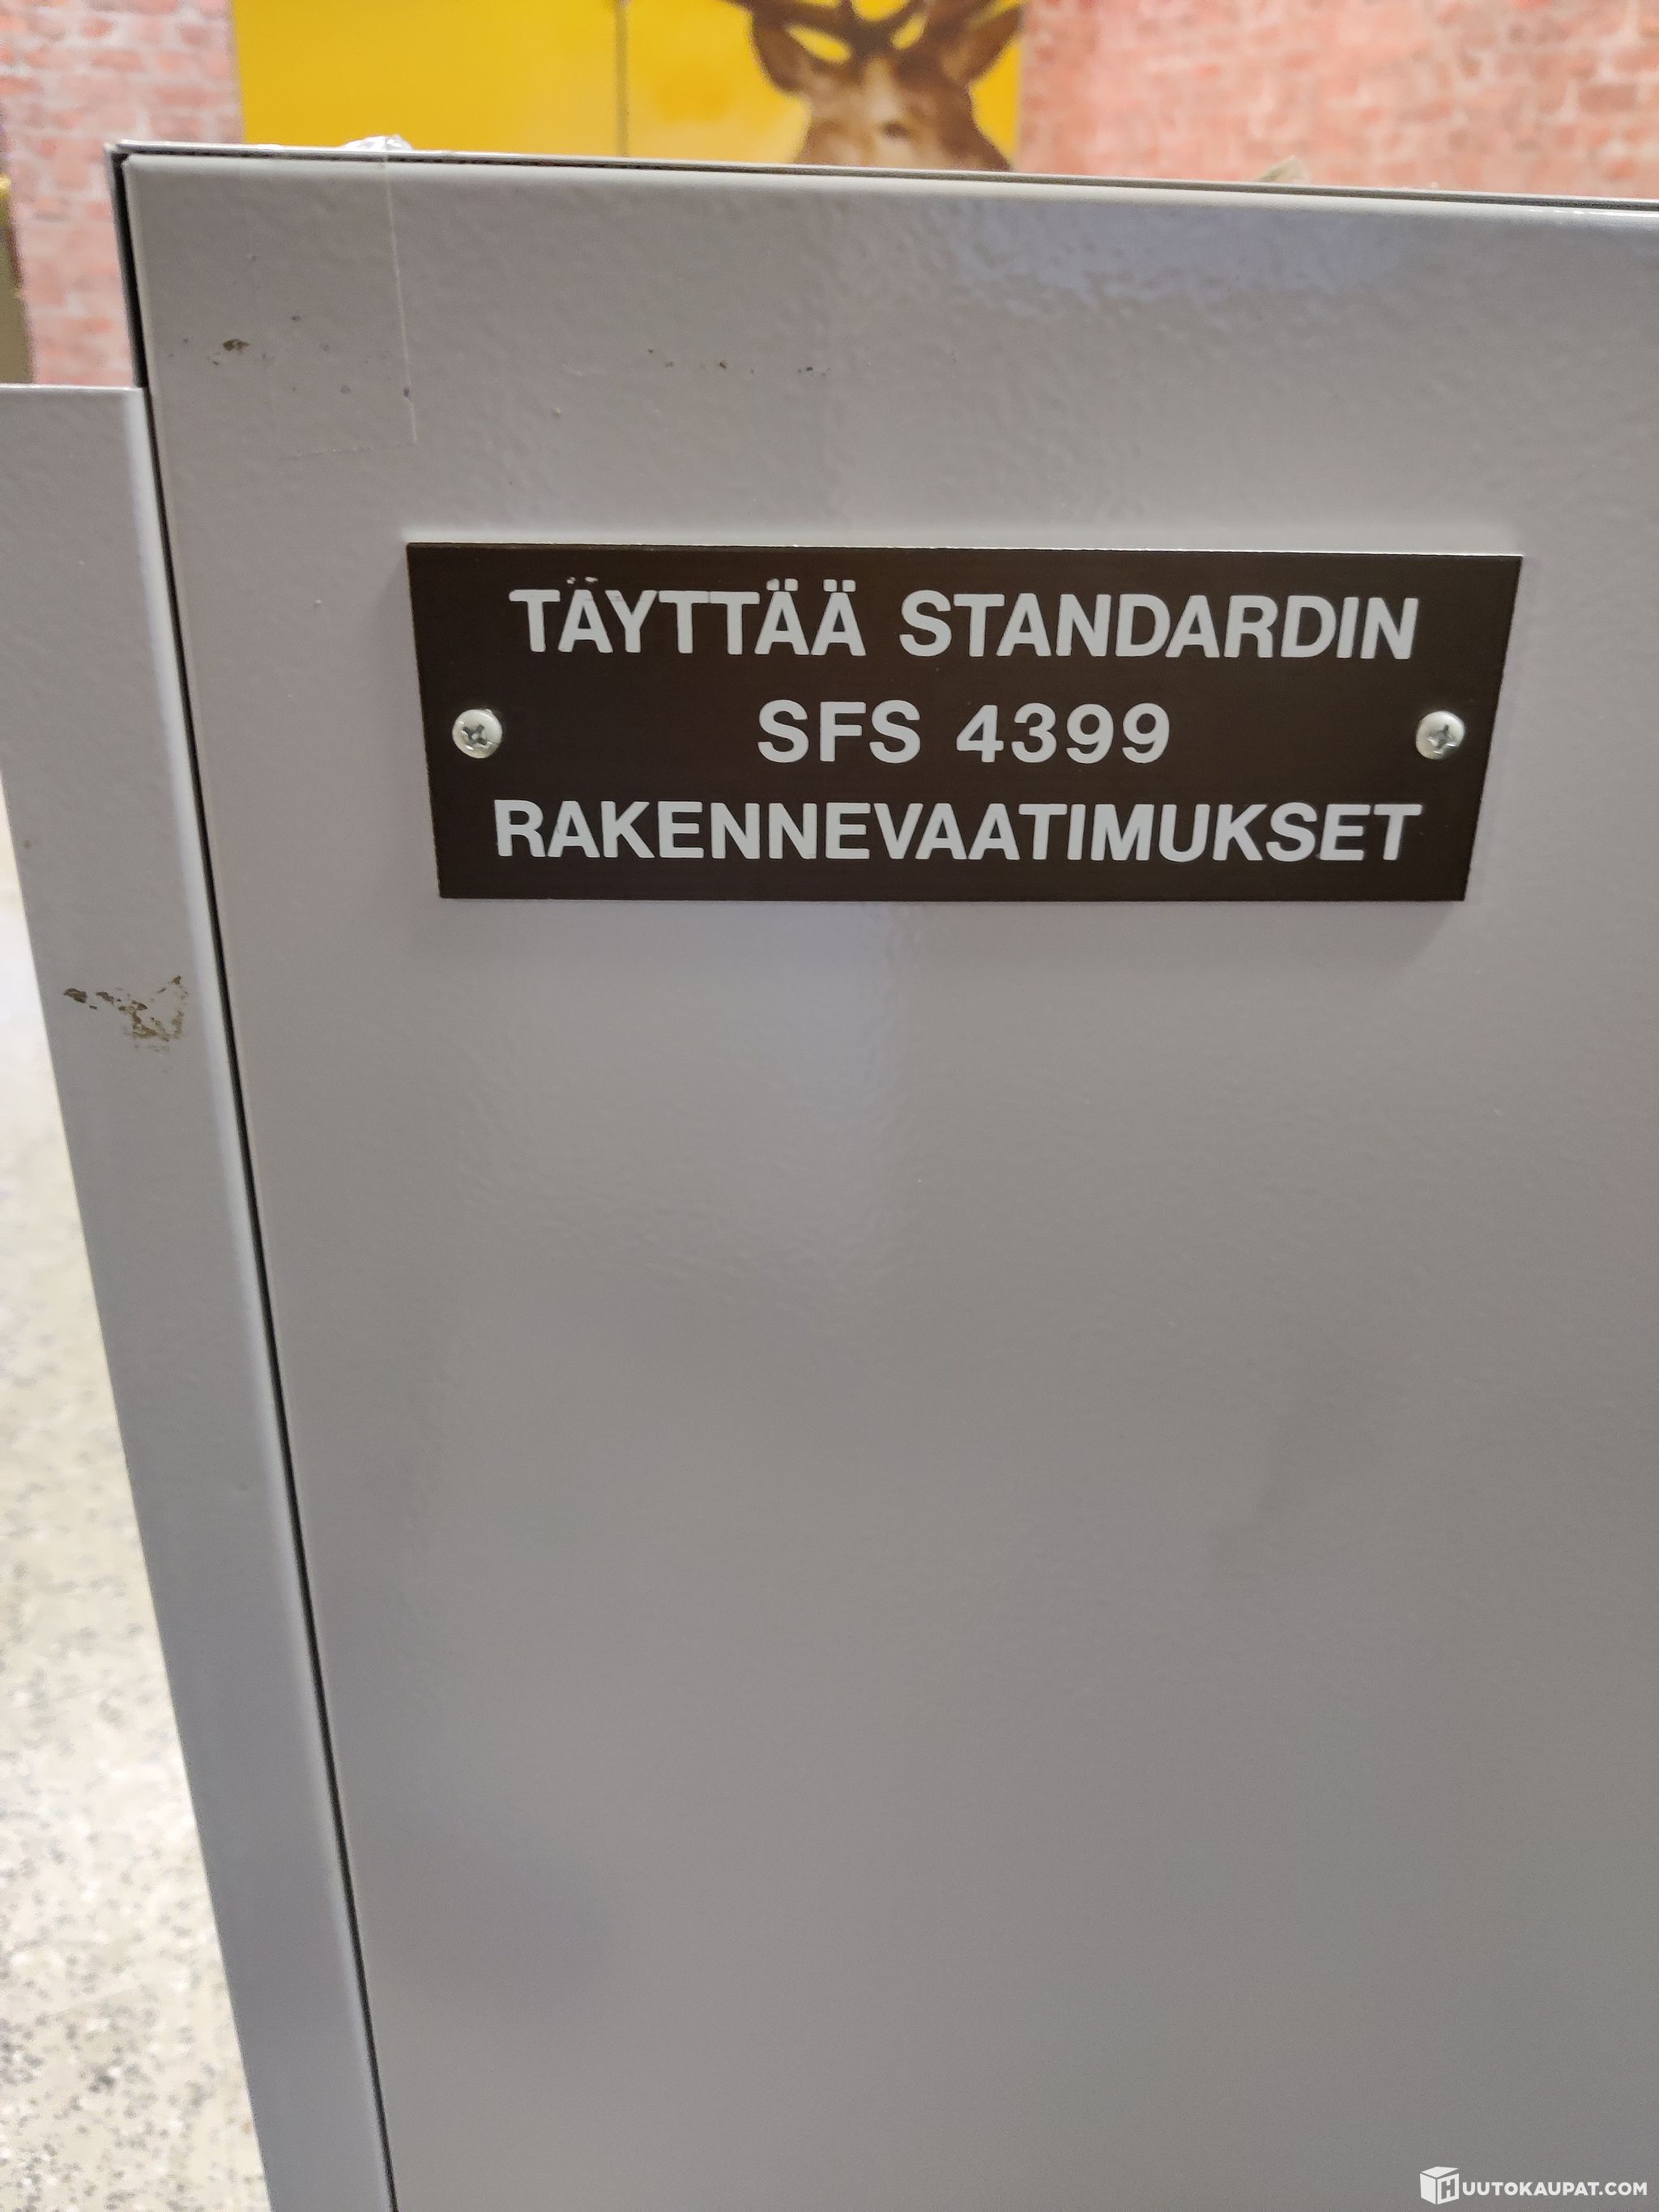 TÄYTTÄÄ STANDARDIN
SFS 4399
RAKENNEVAATIMUKSET
HUUTOKAUPAT.COM